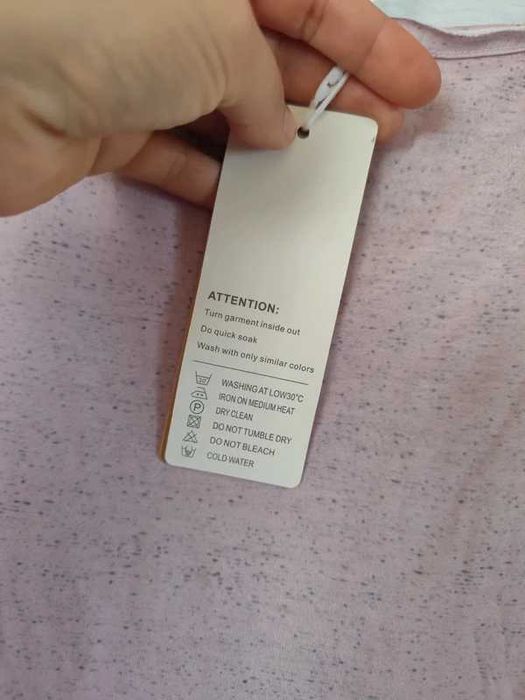 ATTENTION:
Turn garment inside out
Do quick soak
Wash with only similar colors
WASHING AT LOW30°C
IRON ON MEDIUM HEAT
P DRY CLEAN
DO NOT TUMBLE DRY
DO NOT BLEACH
COLD WATER